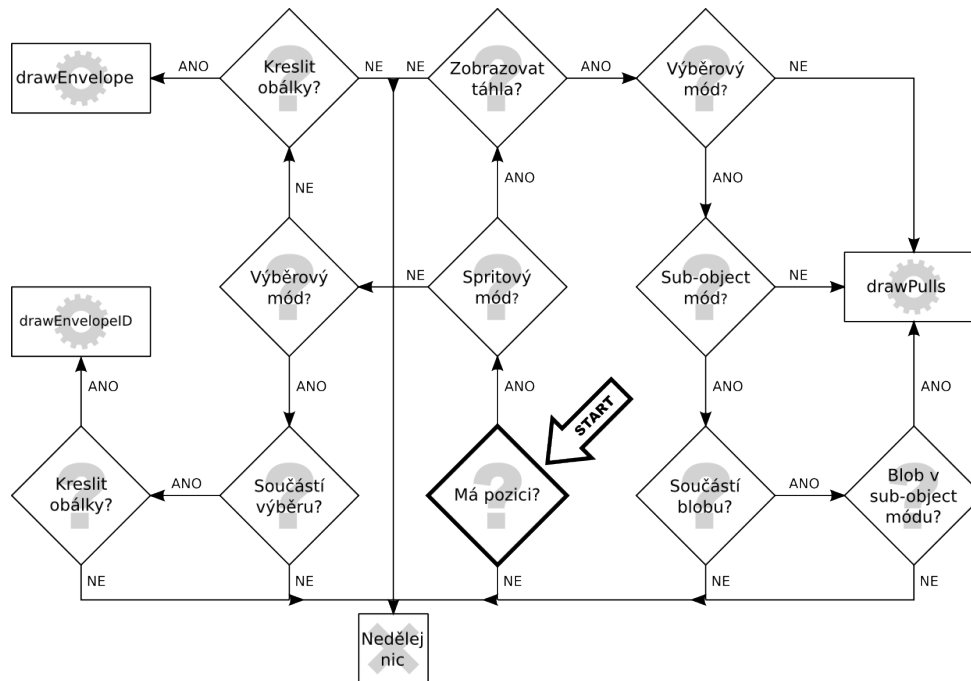 drawEnvelope
ANO
Kreslit
obálky?
NE
NE
Zobrazovat
táhla?
ANO
Výběrový
mód?
NE
NE
ANO
ANO
drawEnvelopeID
Výběrový
mód?
NE
Spritový
mód?
Sub-object
mód?
NE
drawPulls
ANO
ANO
ANO
ANO
ANO
START
Kreslit
obálky?
ANO
Součástí
výběru?
Má pozici?
Součástí
blobu?
ANO
Blob v
sub-object
módu?
NE
NE
NE
NE
NE
Nedělej
nic